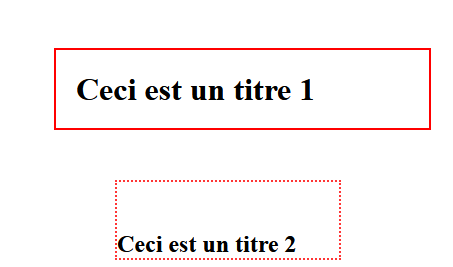 Ceci est un titre 1
Ceci est un titre 2